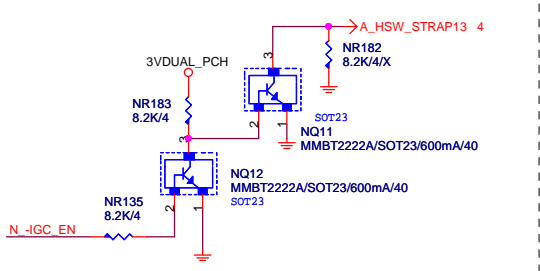 A_HSW_STRAP13 4
3
NR182
8.2K/4/X
3VDUAL_PCH
NR183
8.2K/4
2
1
SOT23
NQ11
MMBT2222A/SOT23/600mA/40
3
NQ12
MMBT2222A/SOT23/600mA/40
SOT23
NR135
8.2K/4
2
1
N_-IGC_EN